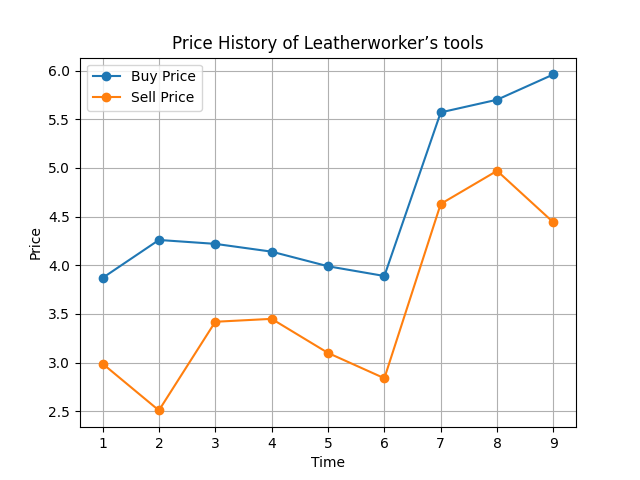 Price History of Leatherworker’s tools
Buy Price
Sell Price
6.0
5.5
5.0
4.5
4.0
3.5
3.0
2.5
Price
1 2 3 4 5 6 7 8 9
Time